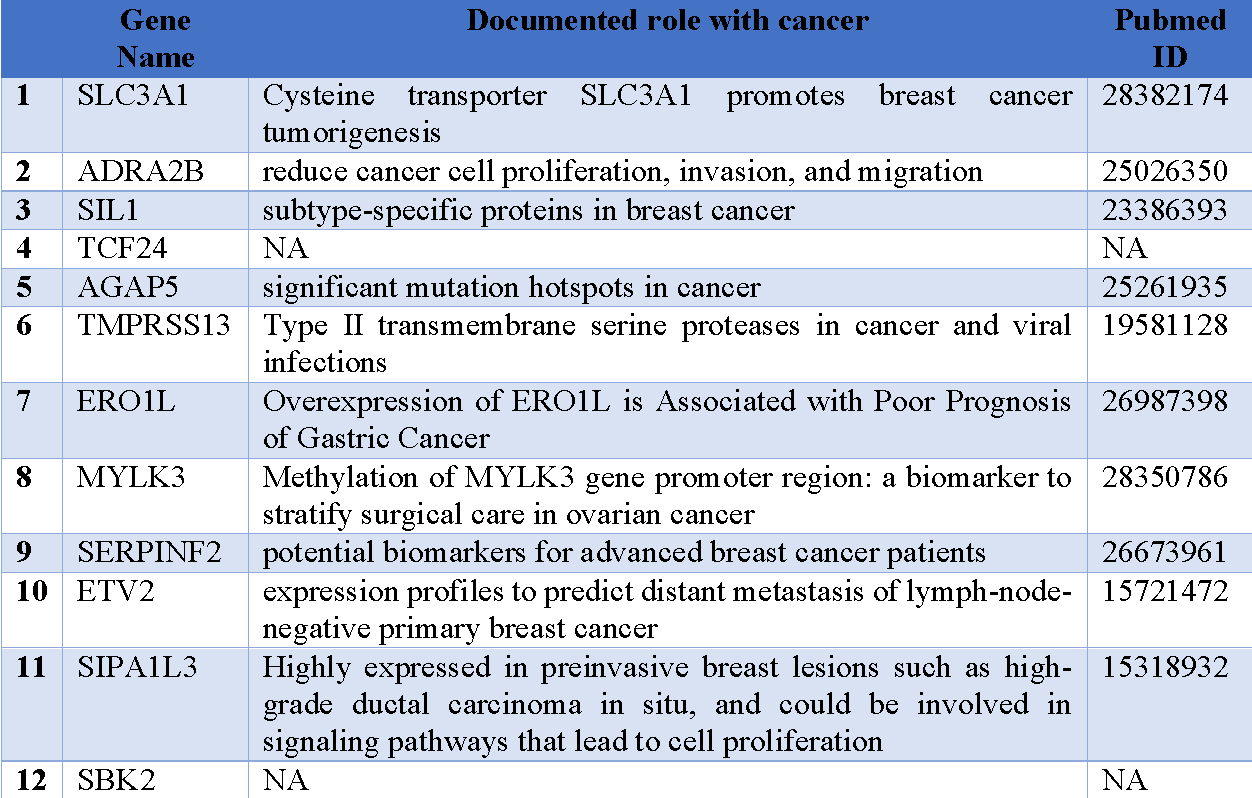 Gene Name Documented role with cancer Pubmed ID
1 SLC3A1 Cysteine transporter SLC3A1 promotes breast cancer 28382174
tumorigenesis
2 ADRA2B reduce cancer cell proliferation, invasion, and migration 25026350
3 SIL1 subtype-specific proteins in breast cancer 23386393
4 TCF24 NA NA
5 AGAP5 significant mutation hotspots in cancer 25261935
6 TMPRSS13 Type II transmembrane serine proteases in cancer and viral 19581128
infections
7 ERO1L Overexpression of ERO1L is Associated with Poor Prognosis 26987398
of Gastric Cancer
8 MYLK3 Methylation of MYLK3 gene promoter region: a biomarker to 28350786
stratify surgical care in ovarian cancer
9 SERPINF2 potential biomarkers for advanced breast cancer patients 26673961
10 ETV2 expression profiles to predict distant metastasis of lymph-node- 15721472
negative primary breast cancer
11 SIPA1L3 Highly expressed in preinvasive breast lesions such as high- 15318932
grade ductal carcinoma in situ, and could be involved in
signaling pathways that lead to cell proliferation
12 SBK2 NA NA